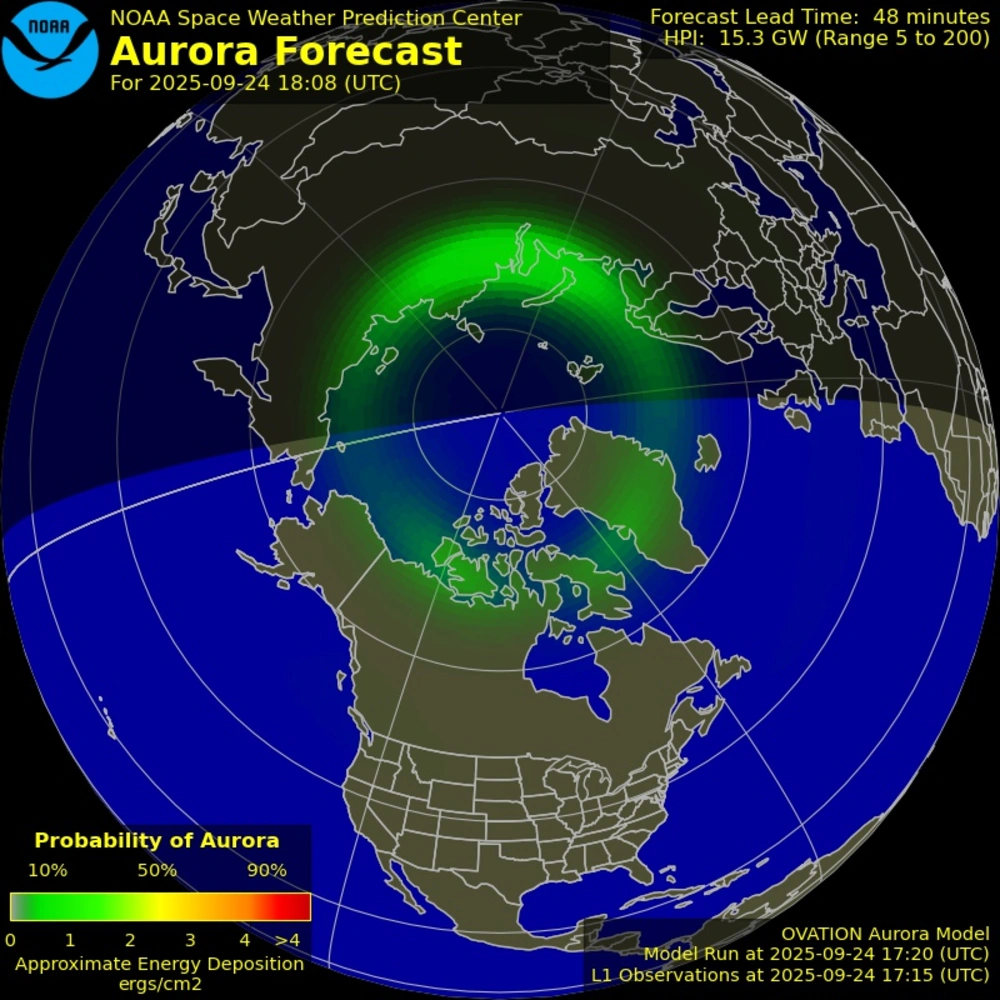 NOAA
NOAA Space Weather Prediction Center
Aurora Forecast
For 2025-09-24 18:08 (UTC)
Forecast Lead Time: 48 minutes
HPI: 15.3 GW (Range 5 to 200)
Probability of Aurora
10% 50% 90%
0 1 2 3 4 >4
Approximate Energy Deposition
ergs/cm2
OVATION Aurora Model
Model Run at 2025-09-24 17:20 (UTC)
L1 Observations at 2025-09-24 17:15 (UTC)